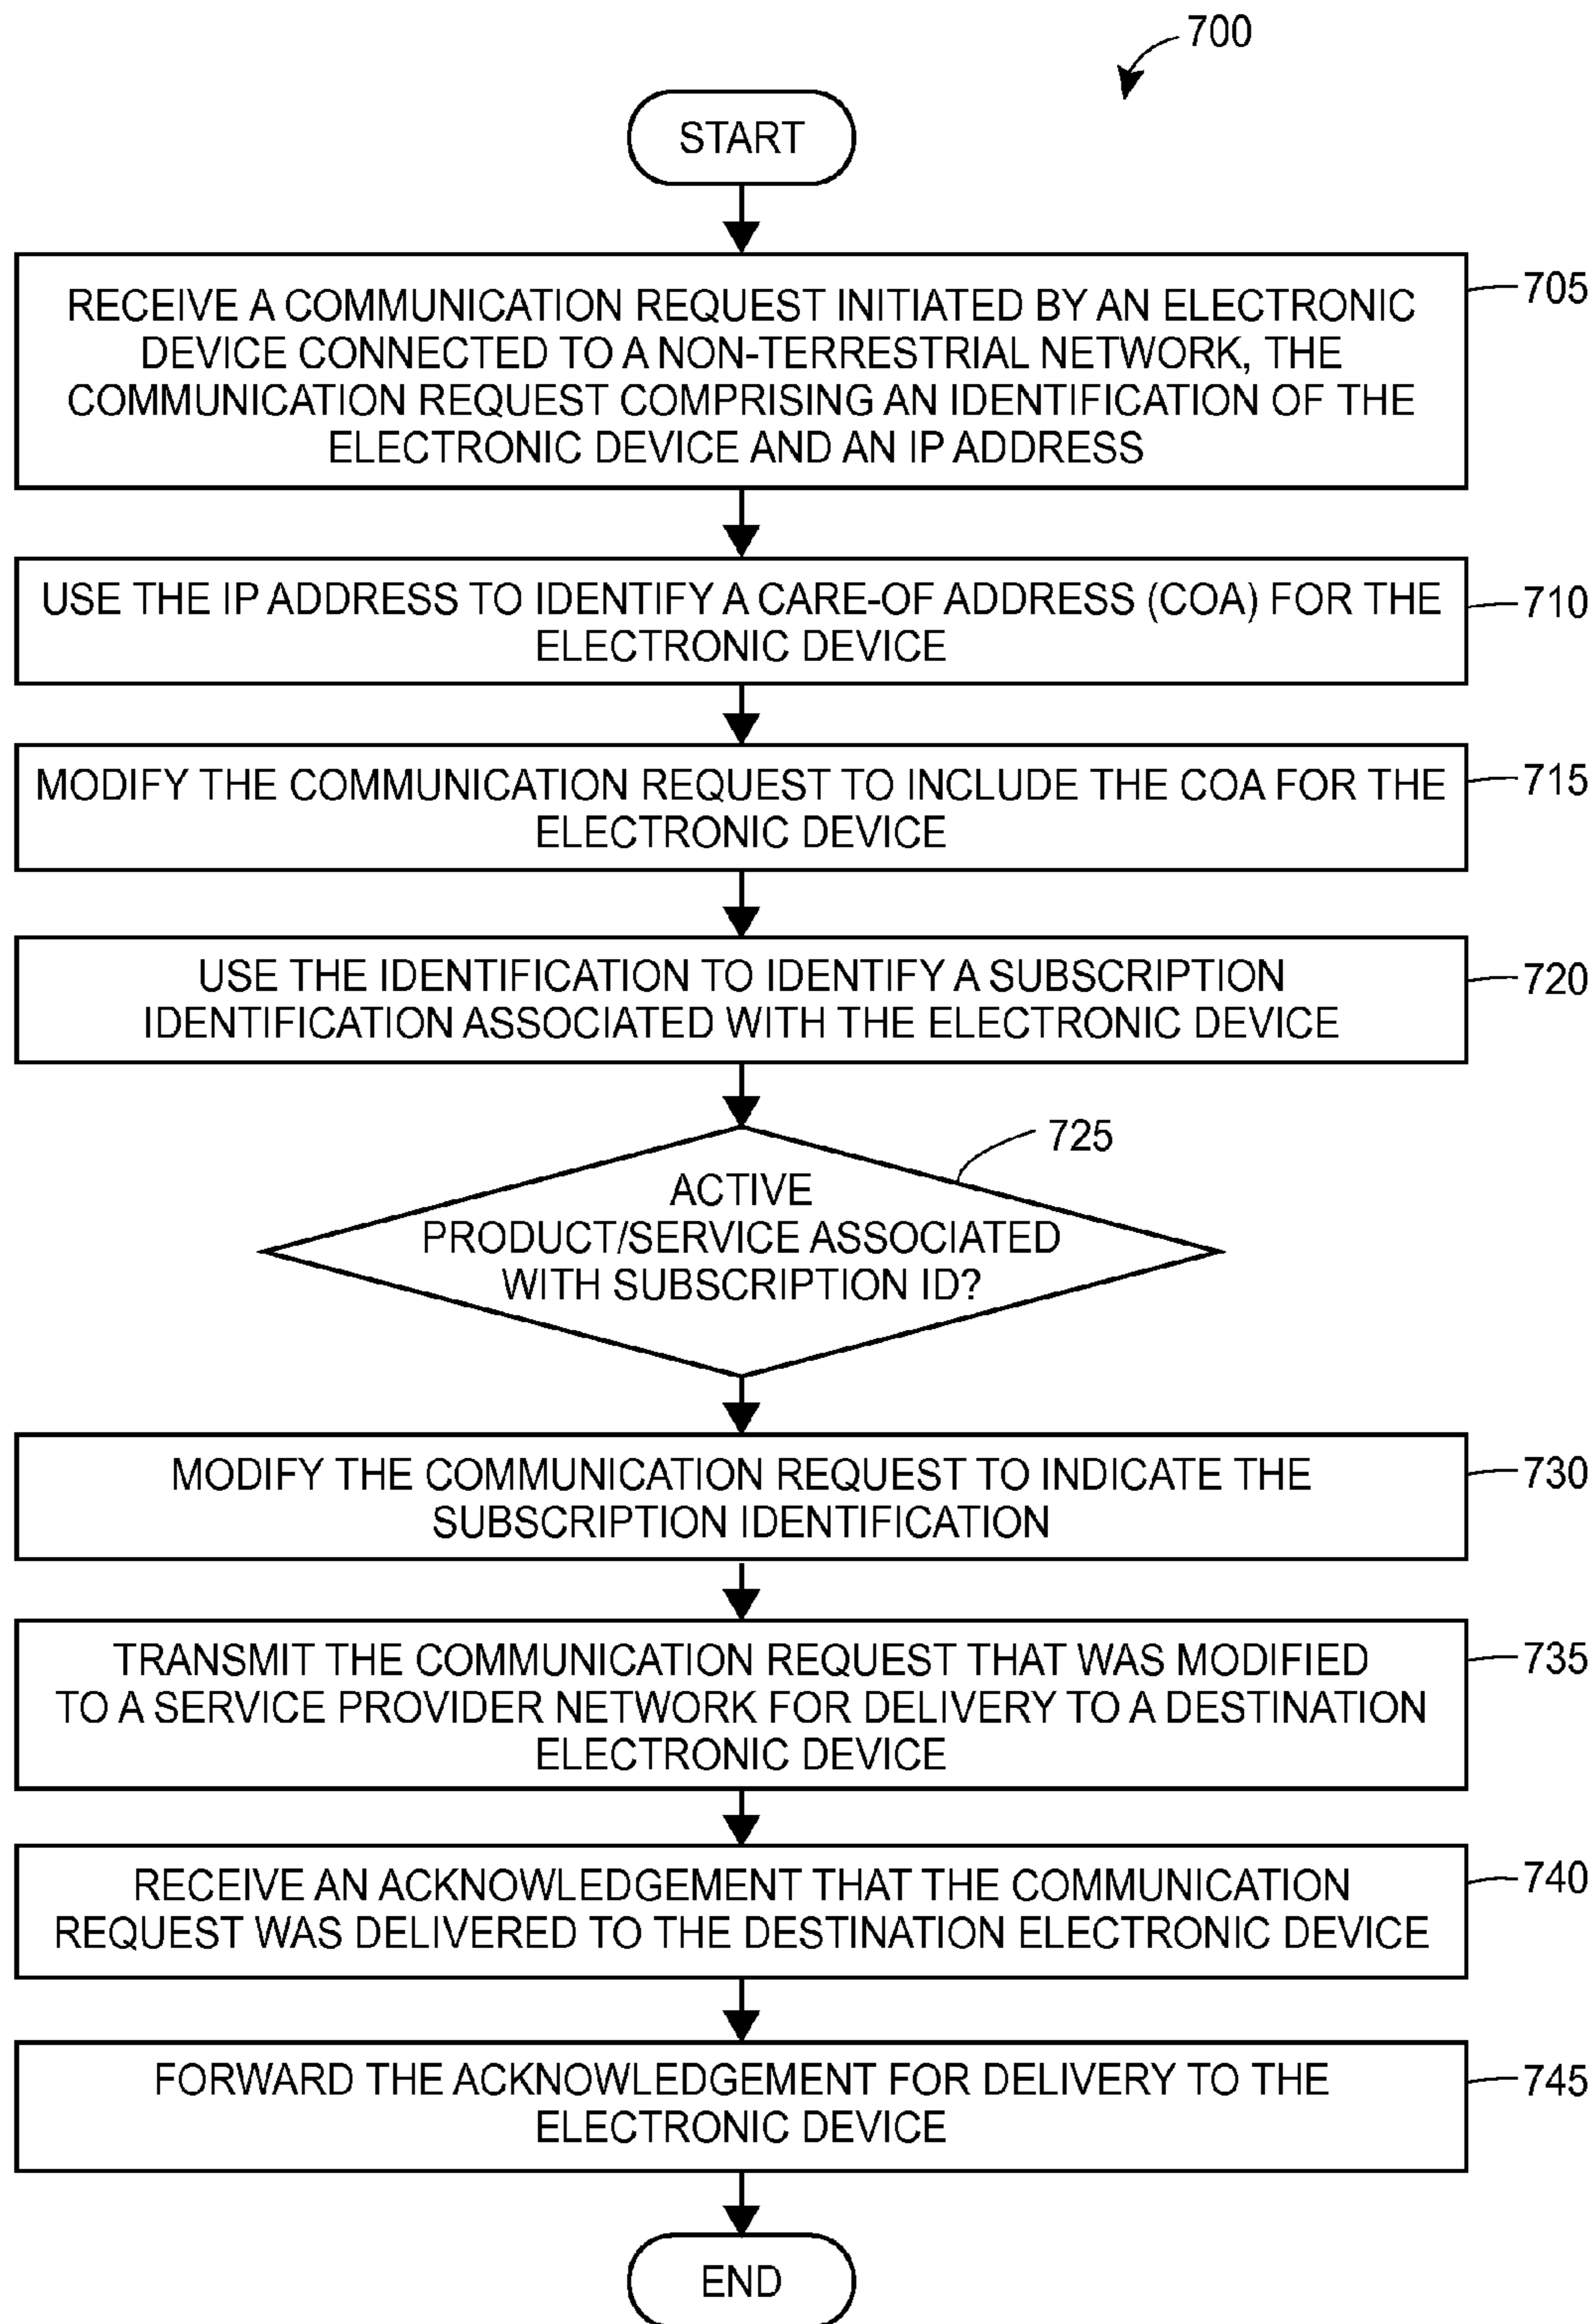 700
START
RECEIVE A COMMUNICATION REQUEST INITIATED BY AN ELECTRONIC
DEVICE CONNECTED TO A NON-TERRESTRIAL NETWORK, THE
COMMUNICATION REQUEST COMPRISING AN IDENTIFICATION OF THE
ELECTRONIC DEVICE AND AN IP ADDRESS
705
USE THE IP ADDRESS TO IDENTIFY A CARE-OF ADDRESS (COA) FOR THE
ELECTRONIC DEVICE
710
MODIFY THE COMMUNICATION REQUEST TO INCLUDE THE COA FOR THE
ELECTRONIC DEVICE
715
USE THE IDENTIFICATION TO IDENTIFY A SUBSCRIPTION
IDENTIFICATION ASSOCIATED WITH THE ELECTRONIC DEVICE
720
725
ACTIVE
PRODUCT/SERVICE ASSOCIATED
WITH SUBSCRIPTION ID?
MODIFY THE COMMUNICATION REQUEST TO INDICATE THE
SUBSCRIPTION IDENTIFICATION
730
TRANSMIT THE COMMUNICATION REQUEST THAT WAS MODIFIED
TO A SERVICE PROVIDER NETWORK FOR DELIVERY TO A DESTINATION
ELECTRONIC DEVICE
735
RECEIVE AN ACKNOWLEDGEMENT THAT THE COMMUNICATION
REQUEST WAS DELIVERED TO THE DESTINATION ELECTRONIC DEVICE
740
FORWARD THE ACKNOWLEDGEMENT FOR DELIVERY TO THE
ELECTRONIC DEVICE
745
END